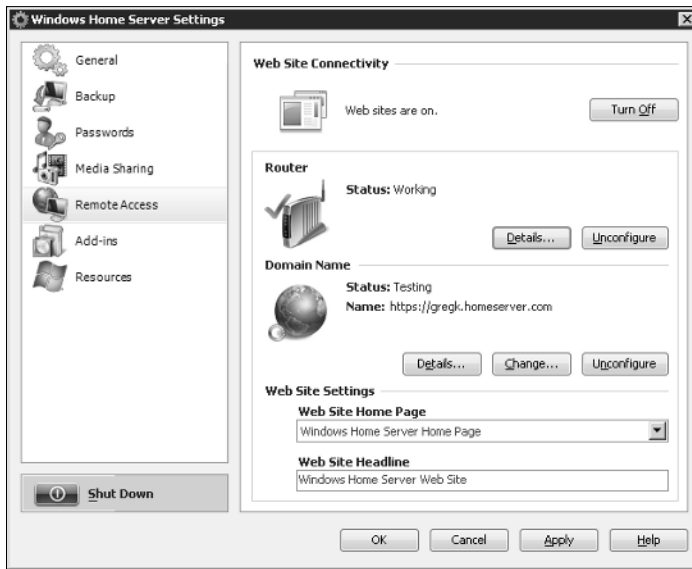 Windows Home Server Settings
General
Backup
Passwords
Media Sharing
Remote Access
Add-ins
Resources
Shut Down
Web Site Connectivity
Web sites are on.
Turn Off
Router
Status: Working
Details...
Unconfigure
Domain Name
Status: Testing
Name: https://gregk.homeserver.com
Details...
Change...
Unconfigure
Web Site Settings
Web Site Home Page
Windows Home Server Home Page
Web Site Headline
Windows Home Server Web Site
OK
Cancel
Apply
Help